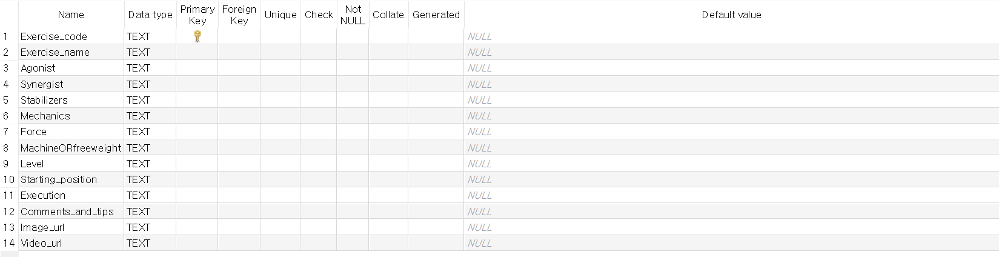 Name Data type Primary Key Foreign Key Unique Check Not NULL Collate Generated Default value
1 Exercise_code TEXT NULL
2 Exercise_name TEXT NULL
3 Agonist TEXT NULL
4 Synergist TEXT NULL
5 Stabilizers TEXT NULL
6 Mechanics TEXT NULL
7 Force TEXT NULL
8 MachineORfreeweight TEXT NULL
9 Level TEXT NULL
10 Starting_position TEXT NULL
11 Execution TEXT NULL
12 Comments_and_tips TEXT NULL
13 Image_url TEXT NULL
14 Video_url TEXT NULL